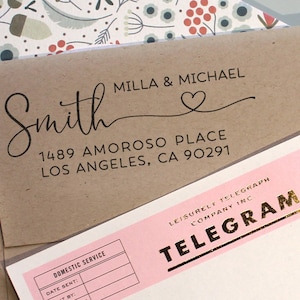 MILLA & MICHAEL
Smith
1489 AMOROSO PLACE
LOS ANGELES, CA 90291
LEISURELY TELEGRAPH
COMPANY INC
TELEGRAM
DOMESTIC SERVICE
DATE SENT:
BY: